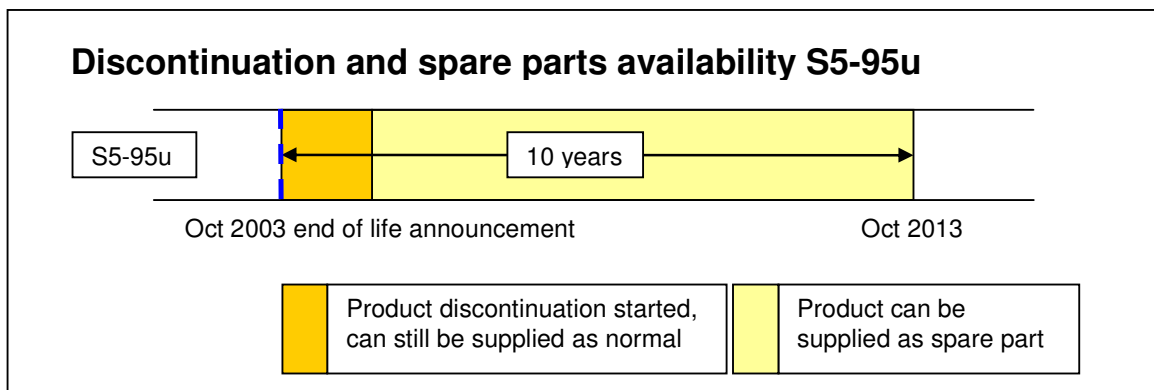 Discontinuation and spare parts availability S5-95u
S5-95u
10 years
Oct 2003 end of life announcement
Oct 2013
Product discontinuation started,
can still be supplied as normal
Product can be
supplied as spare part